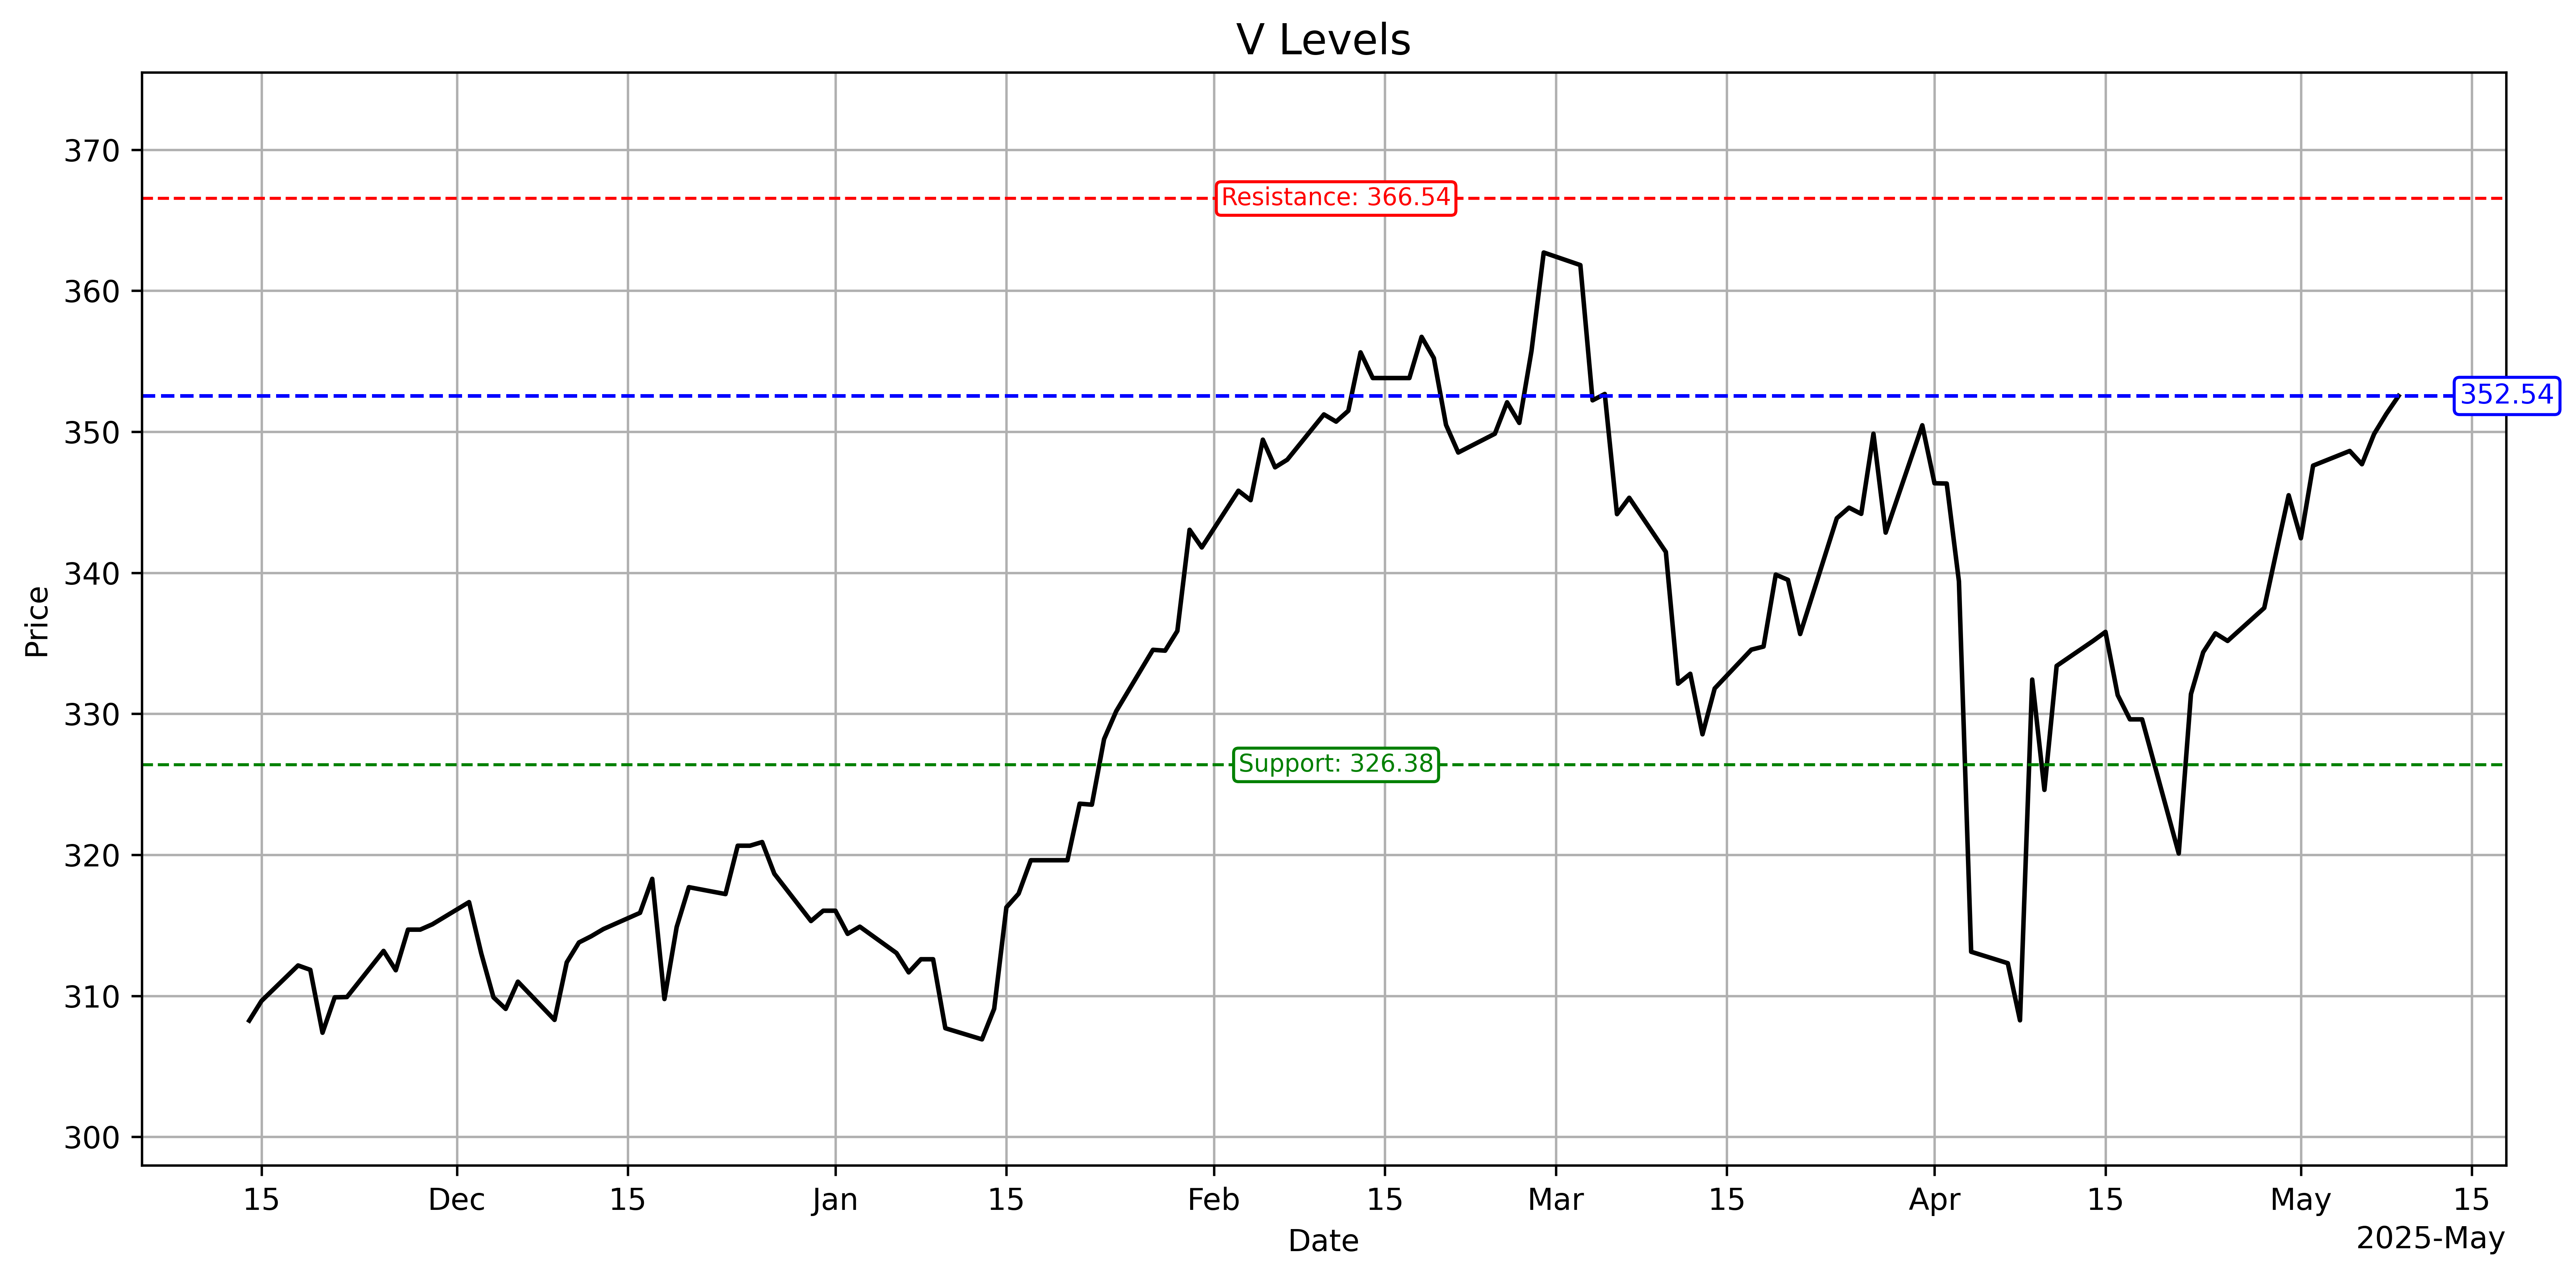 V Levels
370
Resistance: 366.54
360
352.54
350
340
Price
330
Support: 326.38
320
310
300
15 Dec 15 Jan 15 Feb 15 Mar 15 Apr 15 May 15
Date
2025-May